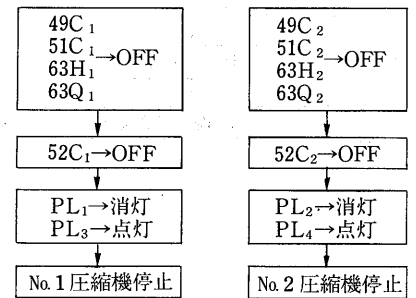 49C₁
51C₁
63H₁
63Q₁
→OFF
52C₁→OFF
PL₁→消灯
PL₃→点灯
No.1圧縮機停止
49C₂
51C₂
63H₂
63Q₂
→OFF
52C₂→OFF
PL₂→消灯
PL₄→点灯
No.2圧縮機停止